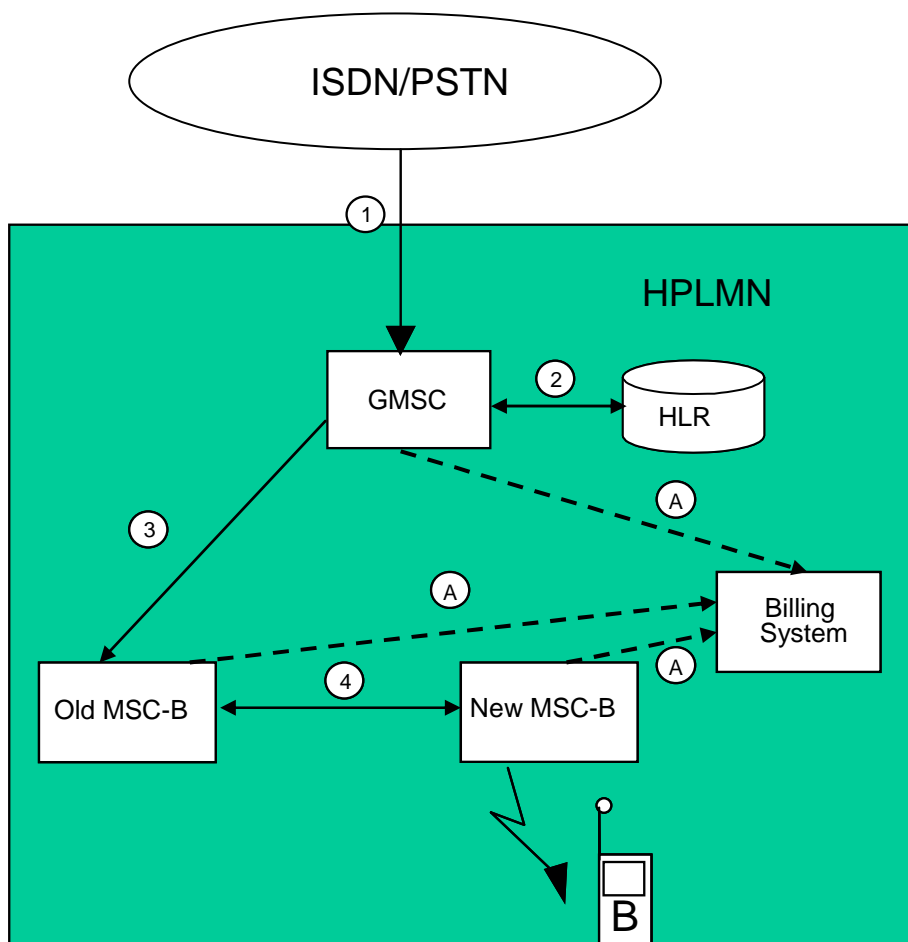 ISDN/PSTN
1
HPLMN
GMSC
2
HLR
A
3
A
Billing
System
Old MSC-B
4
New MSC-B
A
B